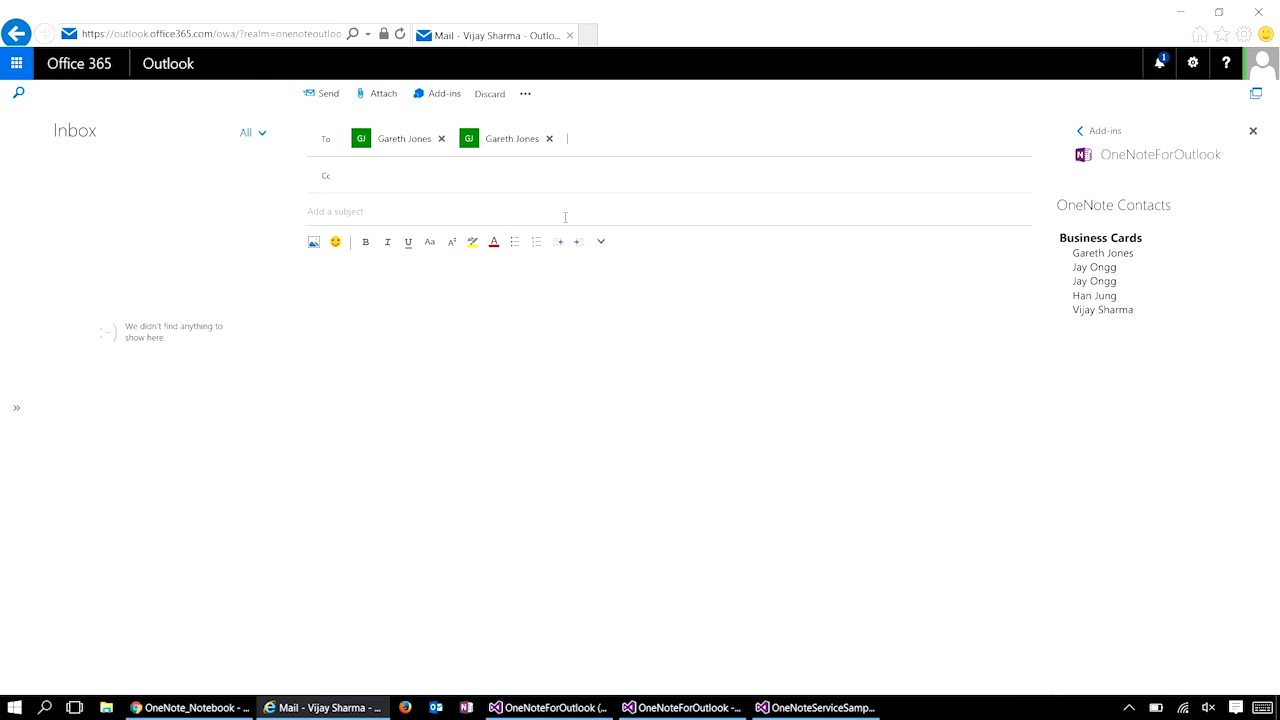 https://outlook.office365.com/owa/?realm=onenoteoutloo
Mail - Vijay Sharma - Outlo...
Office 365
Outlook
1
?
Send
Attach
Add-ins
Discard
Inbox
All
To
GJ Gareth Jones
GJ Gareth Jones
Cc
Add a subject
B I U Aa A A
Add-ins
OneNoteForOutlook
OneNote Contacts
Business Cards
Gareth Jones
Jay Ongg
Jay Ongg
Han Jung
Vijay Sharma
:-)
We didn't find anything to
show here.
OneNote_Notebook - ...
Mail - Vijay Sharma - ...
OneNoteForOutlook (...
OneNoteForOutlook -...
OneNoteServiceSamp...